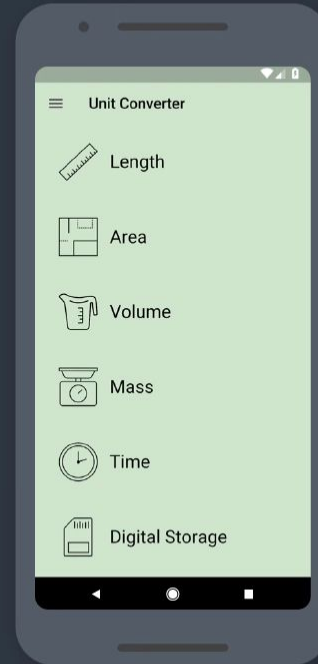 Unit Converter
Length
Area
Volume
Mass
Time
Digital Storage